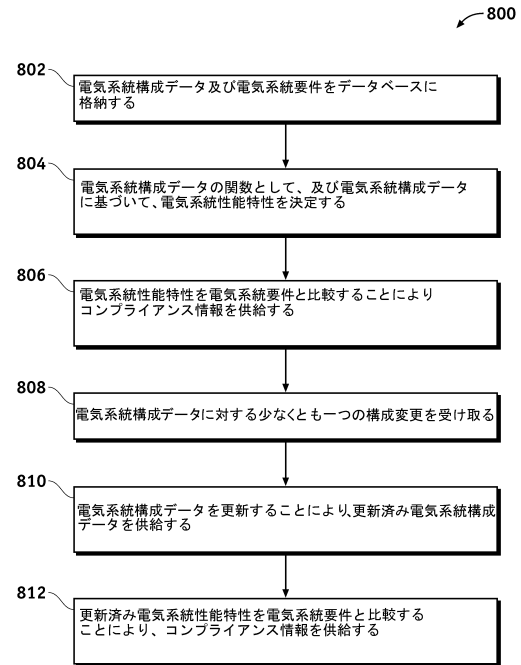 800
802
電気系統構成データ及び電気系統要件をデータベースに
格納する
804
電気系統構成データの関数として、及び電気系統構成データ
に基づいて、電気系統性能特性を決定する
806
電気系統性能特性を電気系統要件と比較することにより
コンプライアンス情報を供給する
808
電気系統構成データに対する少なくとも一つの構成変更を受け取る
810
電気系統構成データを更新することにより、更新済み電気系統構成
データを供給する
812
更新済み電気系統性能特性を電気系統要件と比較する
ことにより、コンプライアンス情報を供給する